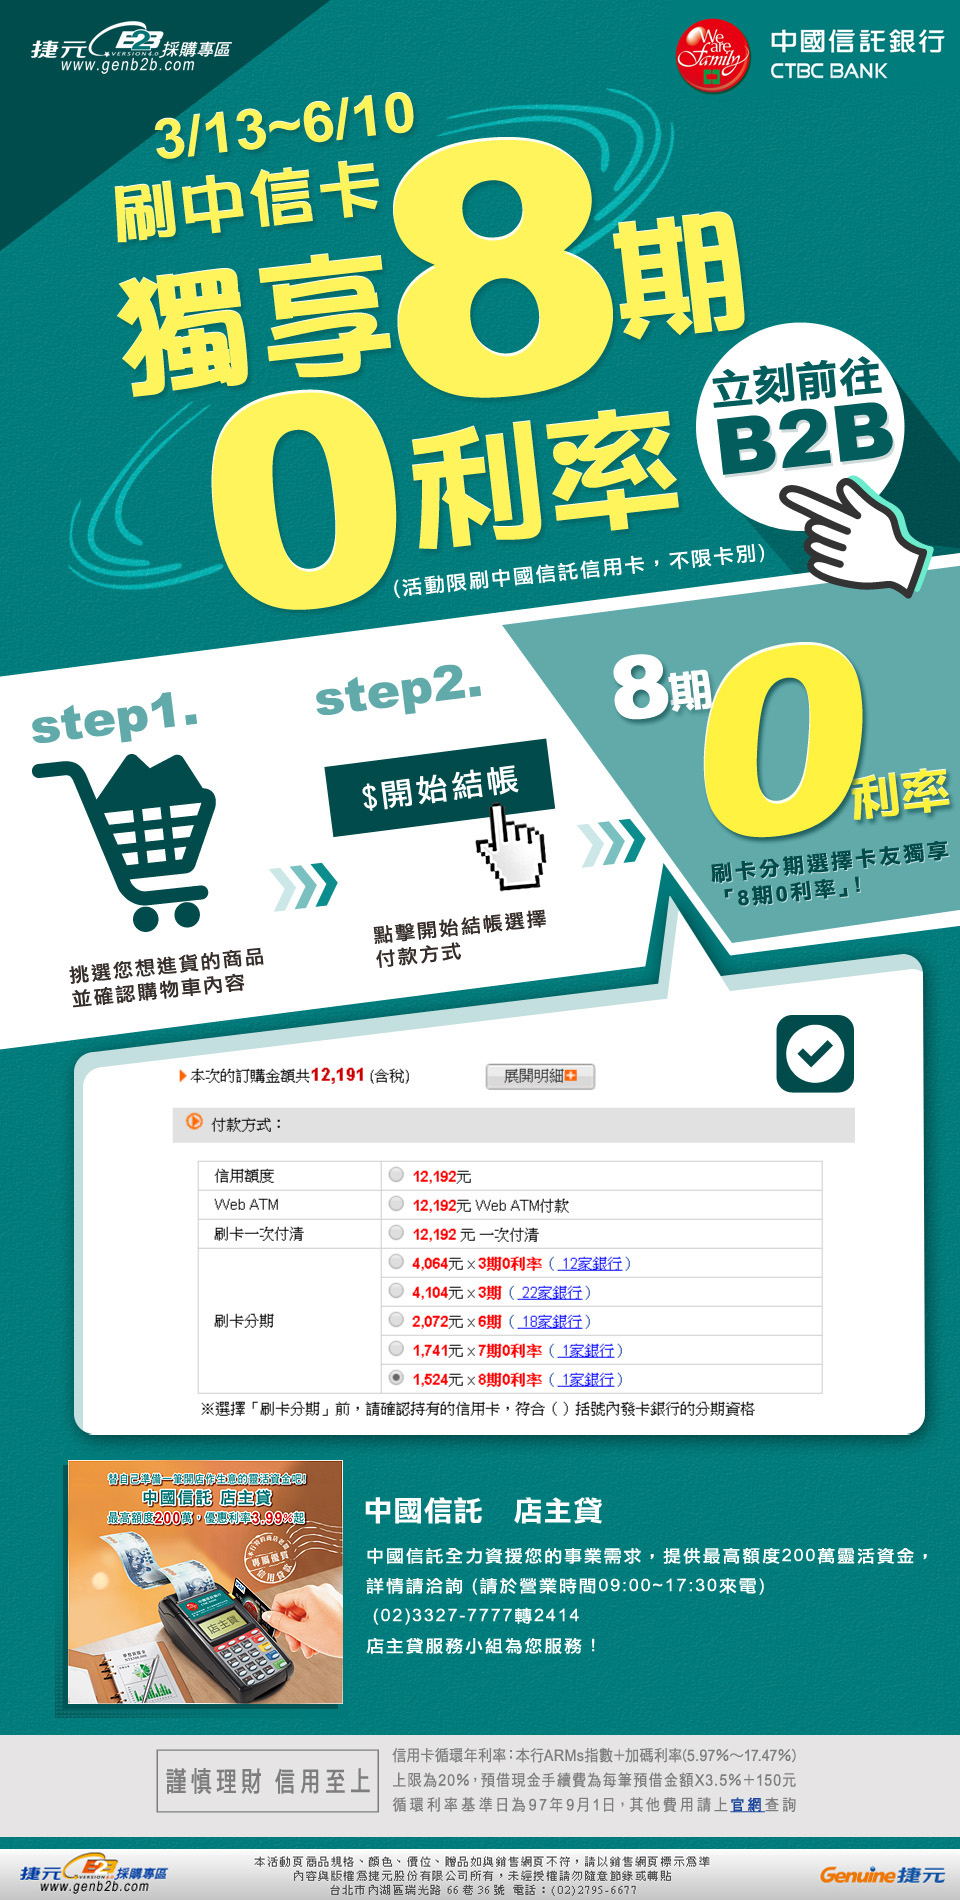 捷元 B2B 採購專區
VERSION4.0
www.genb2b.com
We are Family
中國信託銀行
CTBC BANK
3/13~6/10
刷中信卡
獨享8期
0利率
立刻前往
B2B
(活動限刷中國信託信用卡，不限卡別)
step1.
挑選您想進貨的商品
並確認購物車內容
step2.
$開始結帳
點擊開始結帳選擇
付款方式
8期0利率
刷卡分期選擇卡友獨享
「8期0利率」!
本次的訂購金額共12,191 (含稅)
展開明細
付款方式：
信用額度 12,192元
Web ATM 12,192元 Web ATM付款
刷卡一次付清 12,192 元 一次付清
刷卡分期
4,064元 x 3期0利率 ( 12家銀行 )
4,104元 x 3期 ( 22家銀行 )
2,072元 x 6期 ( 18家銀行 )
1,741元 x 7期0利率 ( 1家銀行 )
1,524元 x 8期0利率 ( 1家銀行 )
※選擇「刷卡分期」前，請確認持有的信用卡，符合 ( ) 括號內發卡銀行的分期資格
替自己準備一筆開店作生意的靈活資金吧!
中國信託 店主貸
最高額度200萬，優惠利率3.99%起
專屬優質
信用貸款
店主貸
中國信託 店主貸
中國信託全力資援您的事業需求，提供最高額度200萬靈活資金，
詳情請洽詢 (請於營業時間09:00~17:30來電)
(02)3327-7777轉2414
店主貸服務小組為您服務！
謹慎理財 信用至上
信用卡循環年利率：本行ARMs指數＋加碼利率(5.97%～17.47%)
上限為20%，預借現金手續費為每筆預借金額X3.5%＋150元
循環利率基準日為97年9月1日，其他費用請上官網查詢
捷元 B2B 採購專區
VERSION4.0
www.genb2b.com
本活動頁商品規格、顏色、價位、贈品如與銷售網頁不符，請以銷售網頁標示為準
內容與版權為捷元股份有限公司所有，未經授權請勿隨意節錄或轉貼
台北市內湖區瑞光路 66 巷 36 號 電話：(02)2795-6677
Genuine 捷元